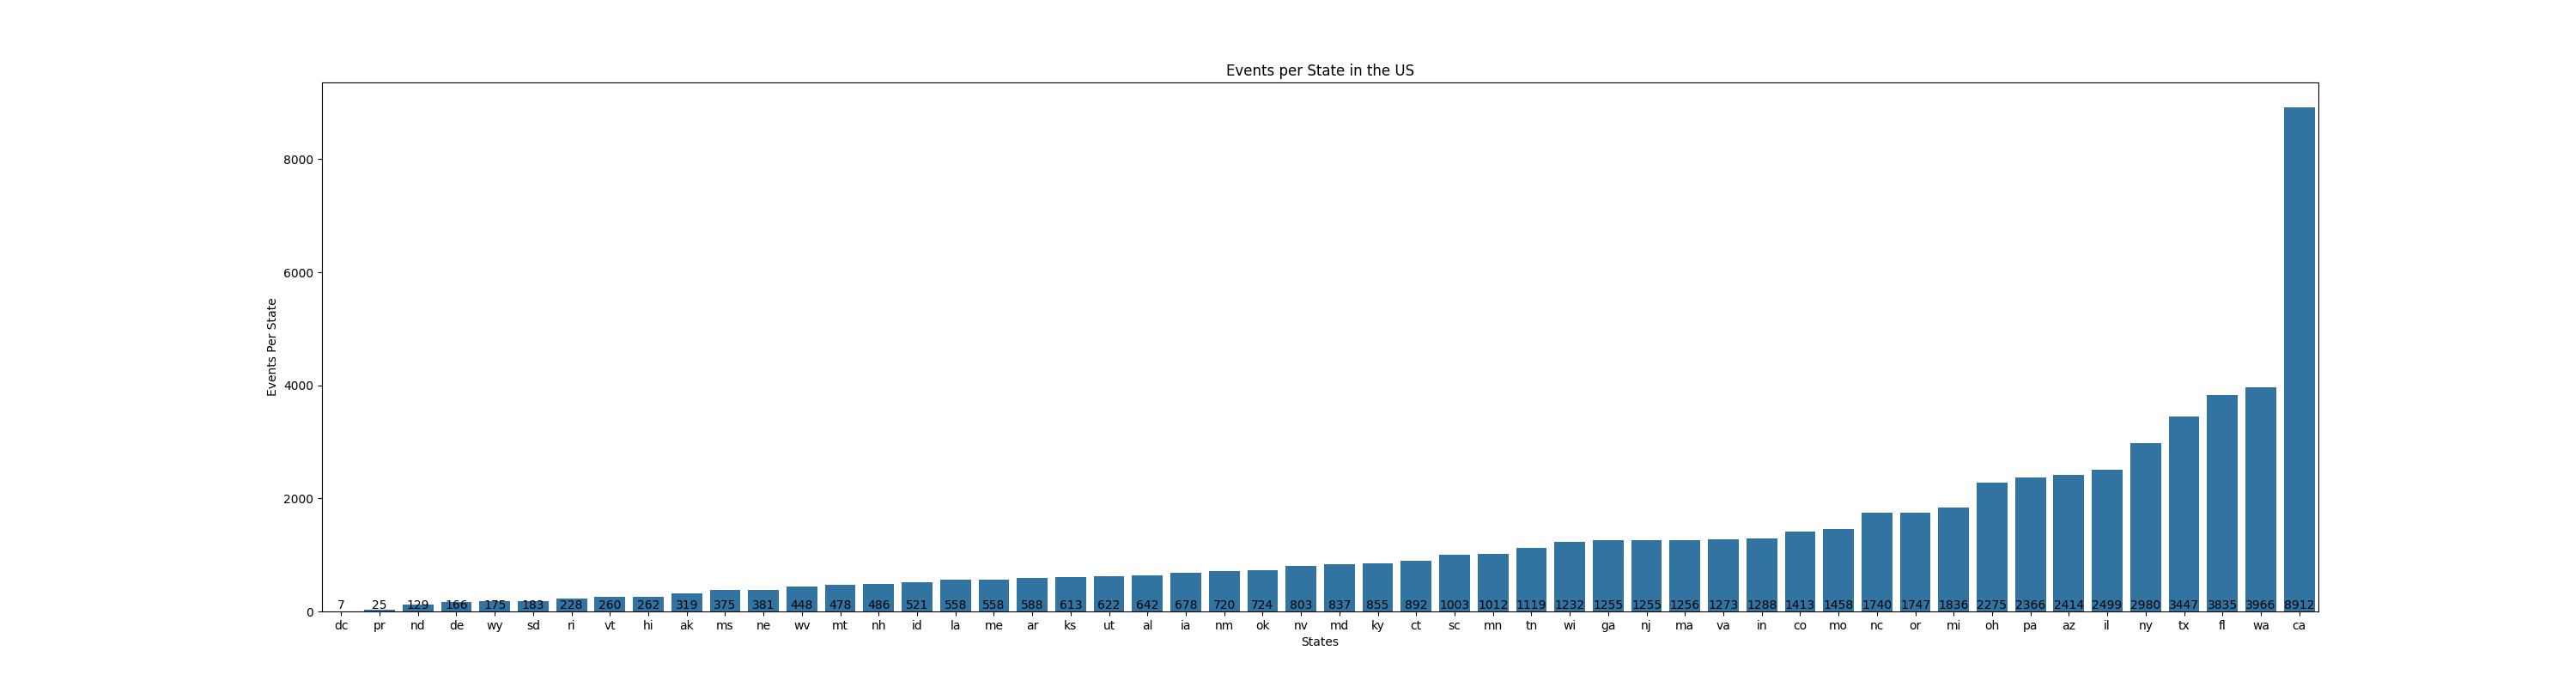 Events per State in the US
Events Per State
8000
6000
4000
2000
0
7 25 129 166 175 183 228 260 262 319 375 381 448 478 486 521 558 558 588 613 622 642 678 720 724 803 837 855 892 1003 1012 1119 1232 1255 1255 1256 1273 1288 1413 1458 1740 1747 1836 2275 2366 2414 2499 2980 3447 3835 3966 8912
dc pr nd de wy sd ri vt hi ak ms ne wv mt nh id la me ar ks ut al ia nm ok nv md ky ct sc mn tn wi ga nj ma va in co mo nc or mi oh pa az il ny tx fl wa ca
States